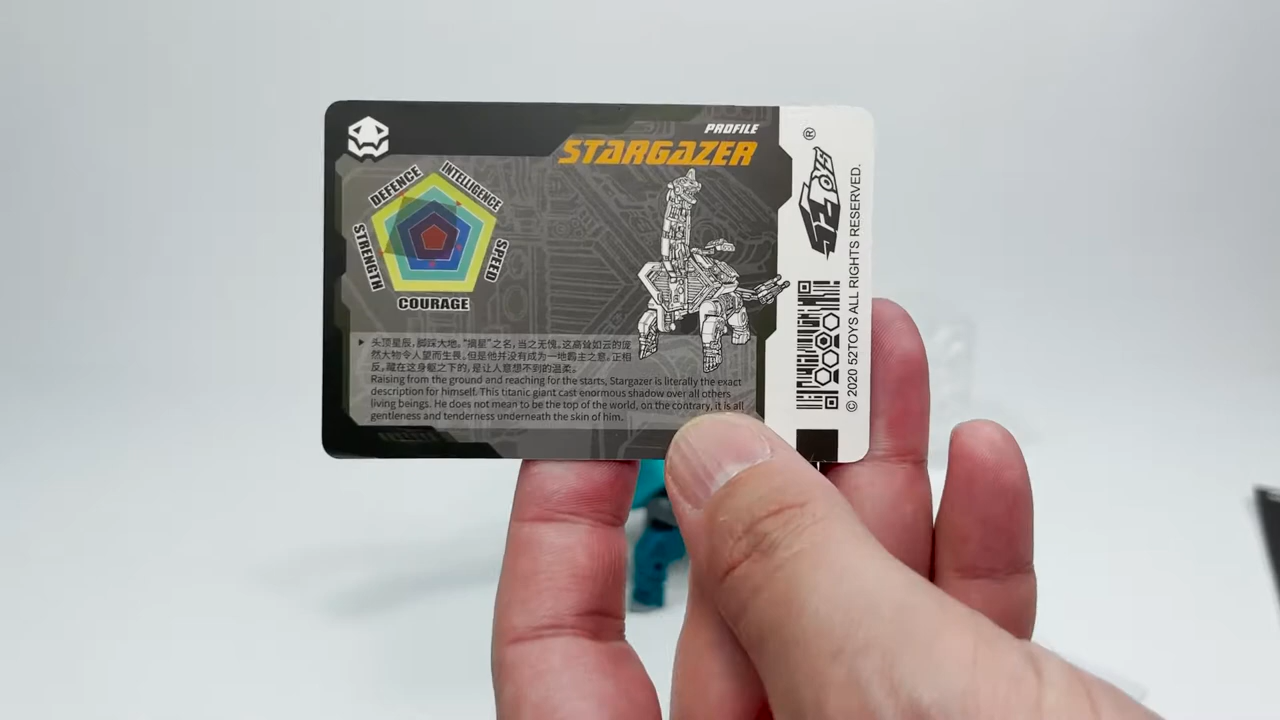 PROFILE
STARGAZER
DEFENCE
INTELLIGENCE
STRENGTH
SPEED
COURAGE
头顶星辰，脚踩大地。“摘星”之名，当之无愧。这高耸如云的庞
然大物令人望而生畏。但是他并没有成为一地霸主之意。正相
反，藏在这身躯之下的，是让人意想不到的温柔。
Raising from the ground and reaching for the starts, Stargazer is literally the exact
description for himself. This titanic giant cast enormous shadow over all others
living beings. He does not mean to be the top of the world, on the contrary, it is all
gentleness and tenderness underneath the skin of him.
52TOYS®
© 2020 52TOYS ALL RIGHTS RESERVED.